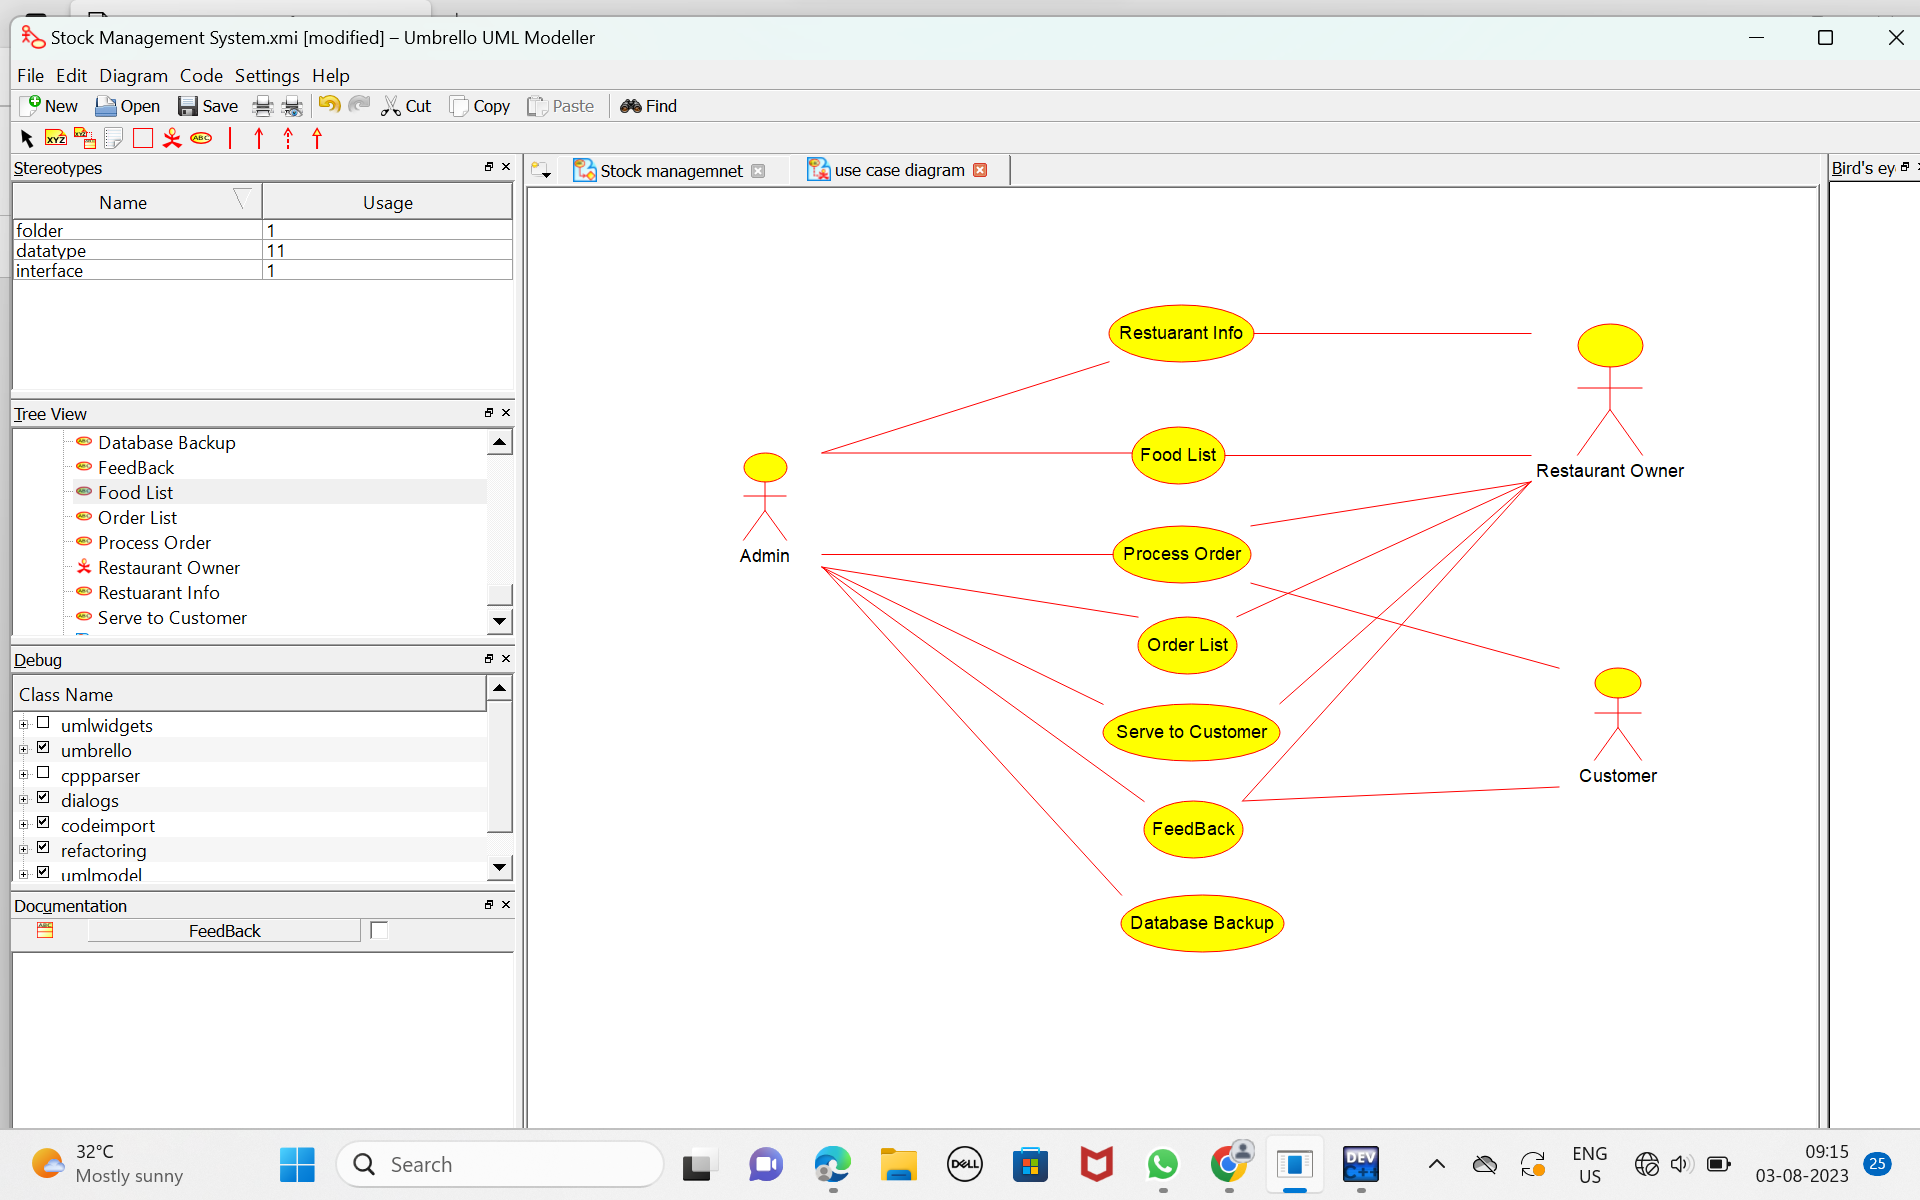 Stock Management System.xmi [modified] – Umbrello UML Modeller
File Edit Diagram Code Settings Help
New Open Save Cut Copy Paste Find
XYZ XYZ ABC
Stereotypes
Name Usage
folder 1
datatype 11
interface 1
Tree View
Database Backup
FeedBack
Food List
Order List
Process Order
Restaurant Owner
Restuarant Info
Serve to Customer
Debug
Class Name
umlwidgets
umbrello
cppparser
dialogs
codeimport
refactoring
umlmodel
Documentation
FeedBack
Stock managemnet use case diagram
Bird's ey
Restuarant Info
Food List
Restaurant Owner
Process Order
Admin
Order List
Serve to Customer
Customer
FeedBack
Database Backup
32°C
Mostly sunny
Search
DELL
DEV
C++
ENG
US
09:15
03-08-2023
25